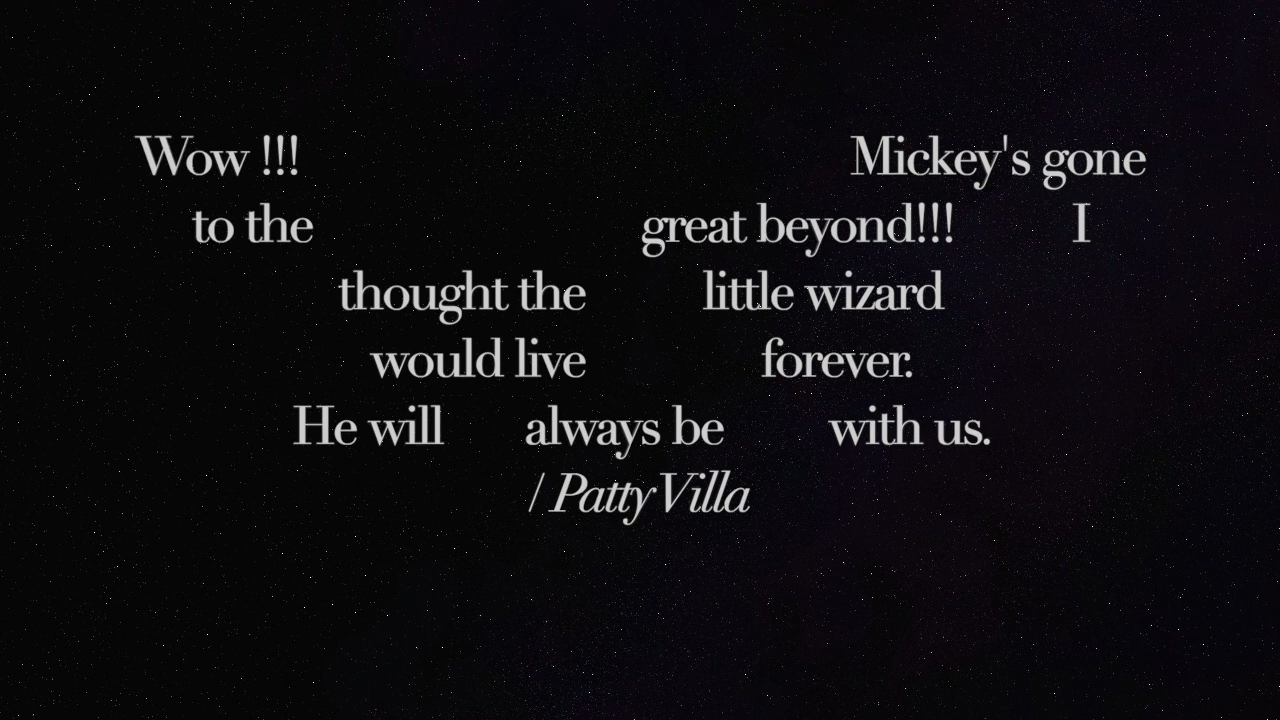 Wow !!! Mickey's gone
to the great beyond!!! I
thought the little wizard
would live forever.
He will always be with us.
/ Patty Villa